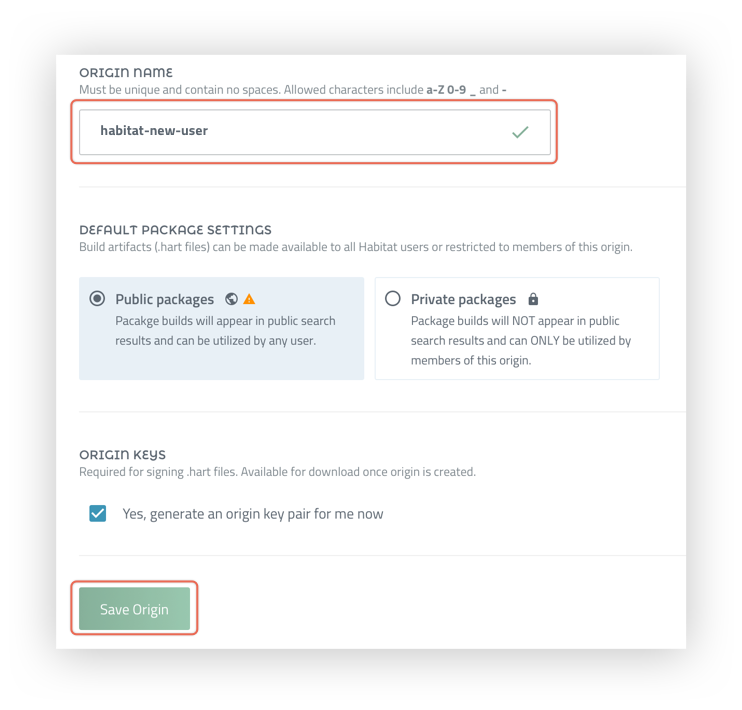 ORIGIN NAME
Must be unique and contain no spaces. Allowed characters include a-Z 0-9 _ and -
habitat-new-user
DEFAULT PACKAGE SETTINGS
Build artifacts (.hart files) can be made available to all Habitat users or restricted to members of this origin.
Public packages
Pacakge builds will appear in public search
results and can be utilized by any user.
Private packages
Package builds will NOT appear in public
search results and can ONLY be utilized by
members of this origin.
ORIGIN KEYS
Required for signing .hart files. Available for download once origin is created.
Yes, generate an origin key pair for me now
Save Origin